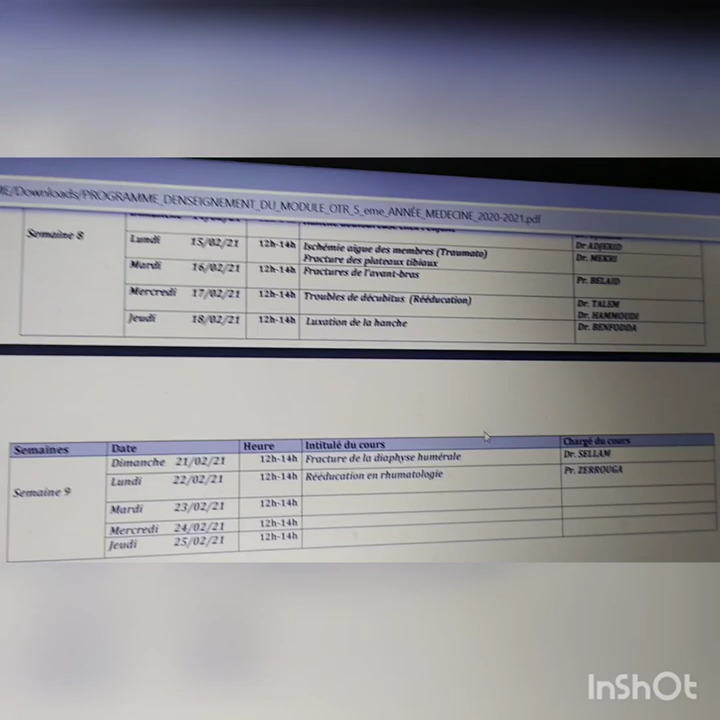 ME/Downloads/PROGRAMME_DENSEIGNEMENT_DU_MODULE_OTR_5_eme_ANNÉE_MEDECINE_2020-2021.pdf
Semaine 8
Lundi 15/02/21 12h-14h Ischémie aigue des membres (Traumato) Dr ADJERID
Fracture des plateaux tibiaux Dr. MEKRI
Mardi 16/02/21 12h-14h Fractures de l'avant-bras Pr. BELAID
Mercredi 17/02/21 12h-14h Troubles de décubitus (Rééducation) Dr. TALEM
Dr. HAMMOUDI
Jeudi 18/02/21 12h-14h Luxation de la hanche Dr. BENFODDA
Semaines Date Heure Intitulé du cours Chargé du cours
Dimanche 21/02/21 12h-14h Fracture de la diaphyse humérale Dr. SELLAM
Lundi 22/02/21 12h-14h Rééducation en rhumatologie Pr. ZERROUGA
Semaine 9
Mardi 23/02/21 12h-14h
Mercredi 24/02/21 12h-14h
Jeudi 25/02/21 12h-14h
InShOt